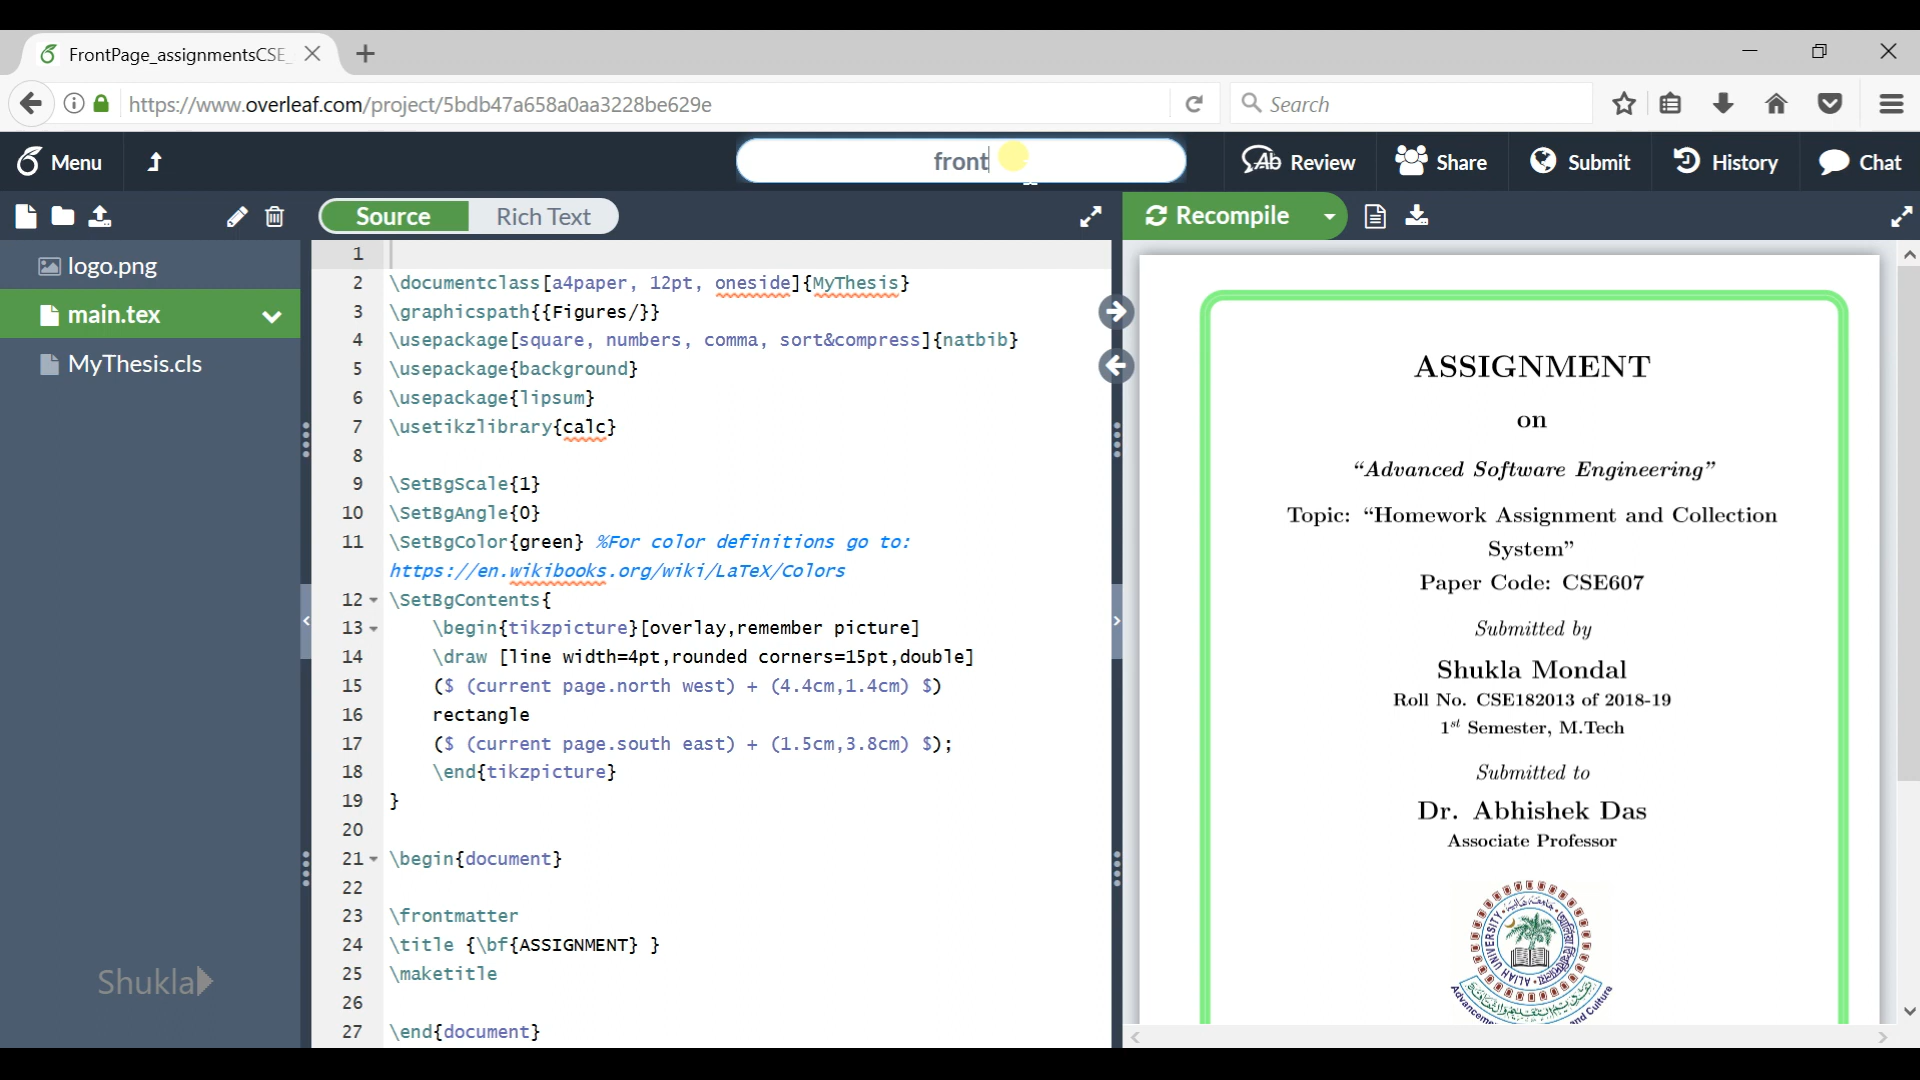 FrontPage_assignmentsCSE_
https://www.overleaf.com/project/5bdb47a658a0aa3228be629e
Search
Menu
front
Review
Share
Submit
History
Chat
Source
Rich Text
Recompile
logo.png
main.tex
MyThesis.cls
1
2 \documentclass[a4paper, 12pt, oneside]{MyThesis}
3 \graphicspath{{Figures/}}
4 \usepackage[square, numbers, comma, sort&compress]{natbib}
5 \usepackage{background}
6 \usepackage{lipsum}
7 \usetikzlibrary{calc}
8
9 \SetBgScale{1}
10 \SetBgAngle{0}
11 \SetBgColor{green} %For color definitions go to:
https://en.wikibooks.org/wiki/LaTeX/Colors
12 \SetBgContents{
13 \begin{tikzpicture}[overlay,remember picture]
14 \draw [line width=4pt,rounded corners=15pt,double]
15 ($ (current page.north west) + (4.4cm,1.4cm) $)
16 rectangle
17 ($ (current page.south east) + (1.5cm,3.8cm) $);
18 \end{tikzpicture}
19 }
20
21 \begin{document}
22
23 \frontmatter
24 \title {\bf{ASSIGNMENT} }
25 \maketitle
26
27 \end{document}
Shukla
ASSIGNMENT
on
“Advanced Software Engineering”
Topic: “Homework Assignment and Collection
System”
Paper Code: CSE607
Submitted by
Shukla Mondal
Roll No. CSE182013 of 2018-19
1st Semester, M.Tech
Submitted to
Dr. Abhishek Das
Associate Professor
ALIAH UNIVERSITY